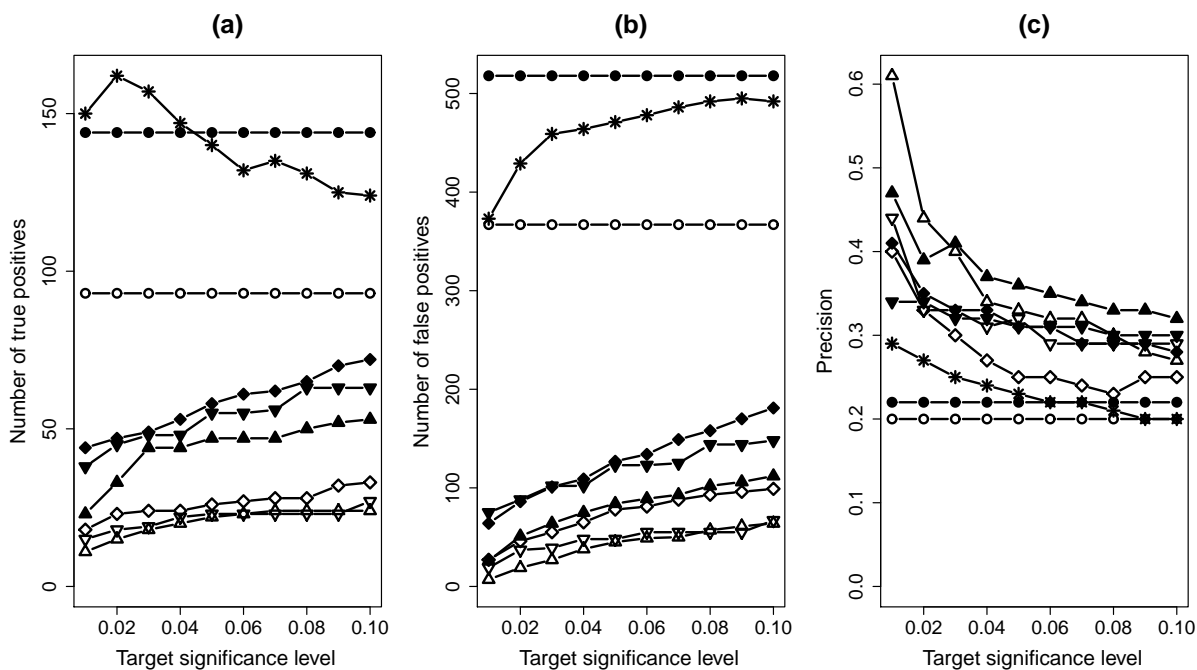 (a)
Number of true positives
0
50
100
150
0.02 0.04 0.06 0.08 0.10
Target significance level
(b)
Number of false positives
0
100
200
300
400
500
0.02 0.04 0.06 0.08 0.10
Target significance level
(c)
Precision
0.0
0.1
0.2
0.3
0.4
0.5
0.6
0.02 0.04 0.06 0.08 0.10
Target significance level